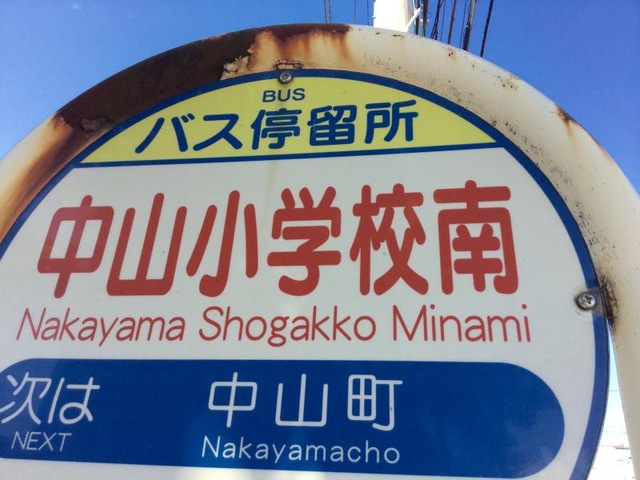 BUS
バス停留所
中山小学校南
Nakayama Shogakko Minami
次は 中山町
NEXT Nakayamacho